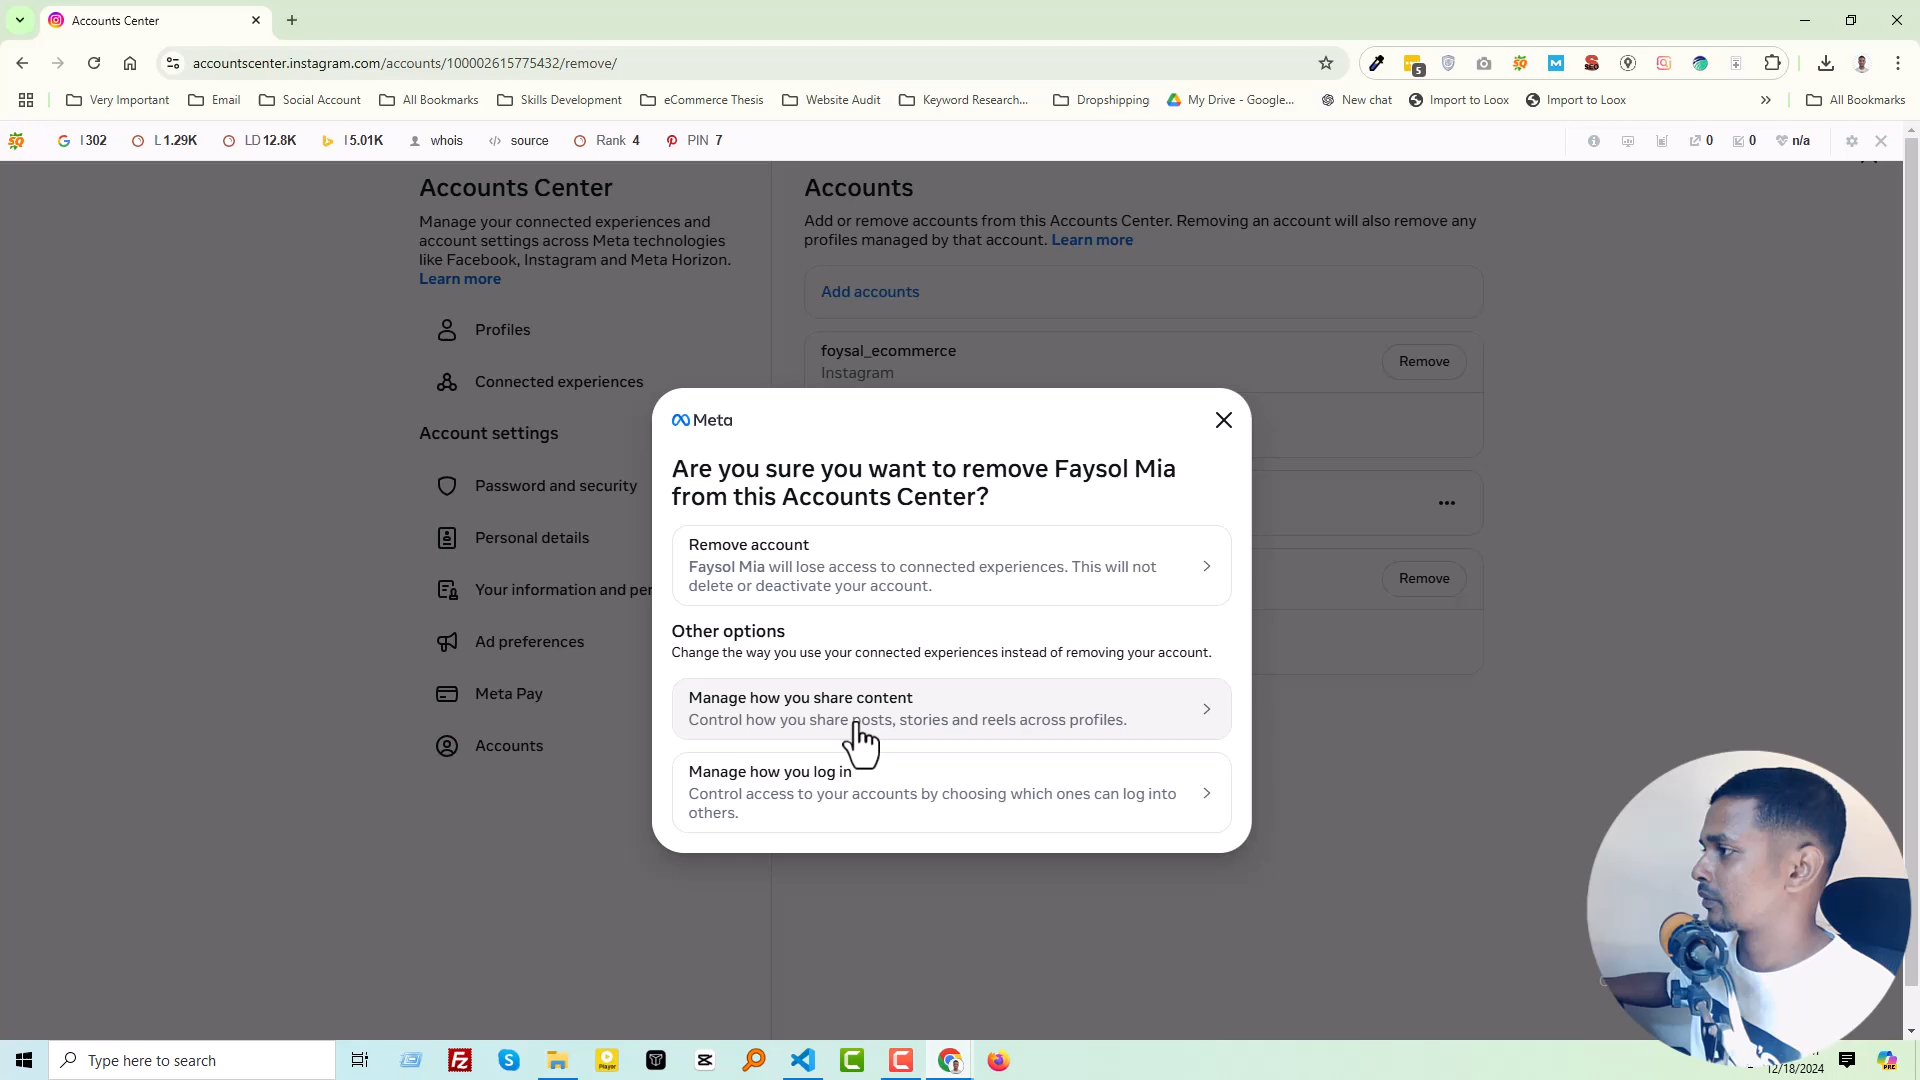 Accounts Center
accountscenter.instagram.com/accounts/100002615775432/remove/
5
Very Important
Email
Social Account
All Bookmarks
Skills Development
eCommerce Thesis
Website Audit
Keyword Research...
Dropshipping
My Drive - Google...
New chat
Import to Loox
Import to Loox
All Bookmarks
I 302
L 1.29K
LD 12.8K
I 5.01K
whois
source
Rank 4
PIN 7
0
0
n/a
Accounts Center
Manage your connected experiences and
account settings across Meta technologies
like Facebook, Instagram and Meta Horizon.
Learn more
Profiles
Connected experiences
Account settings
Password and security
Personal details
Your information and per
Ad preferences
Meta Pay
Accounts
Accounts
Add or remove accounts from this Accounts Center. Removing an account will also remove any
profiles managed by that account. Learn more
Add accounts
foysal_ecommerce
Instagram
Remove
Remove
Meta
Are you sure you want to remove Faysol Mia
from this Accounts Center?
Remove account
Faysol Mia will lose access to connected experiences. This will not
delete or deactivate your account.
Other options
Change the way you use your connected experiences instead of removing your account.
Manage how you share content
Control how you share posts, stories and reels across profiles.
Manage how you log in
Control access to your accounts by choosing which ones can log into
others.
Type here to search
12/18/2024